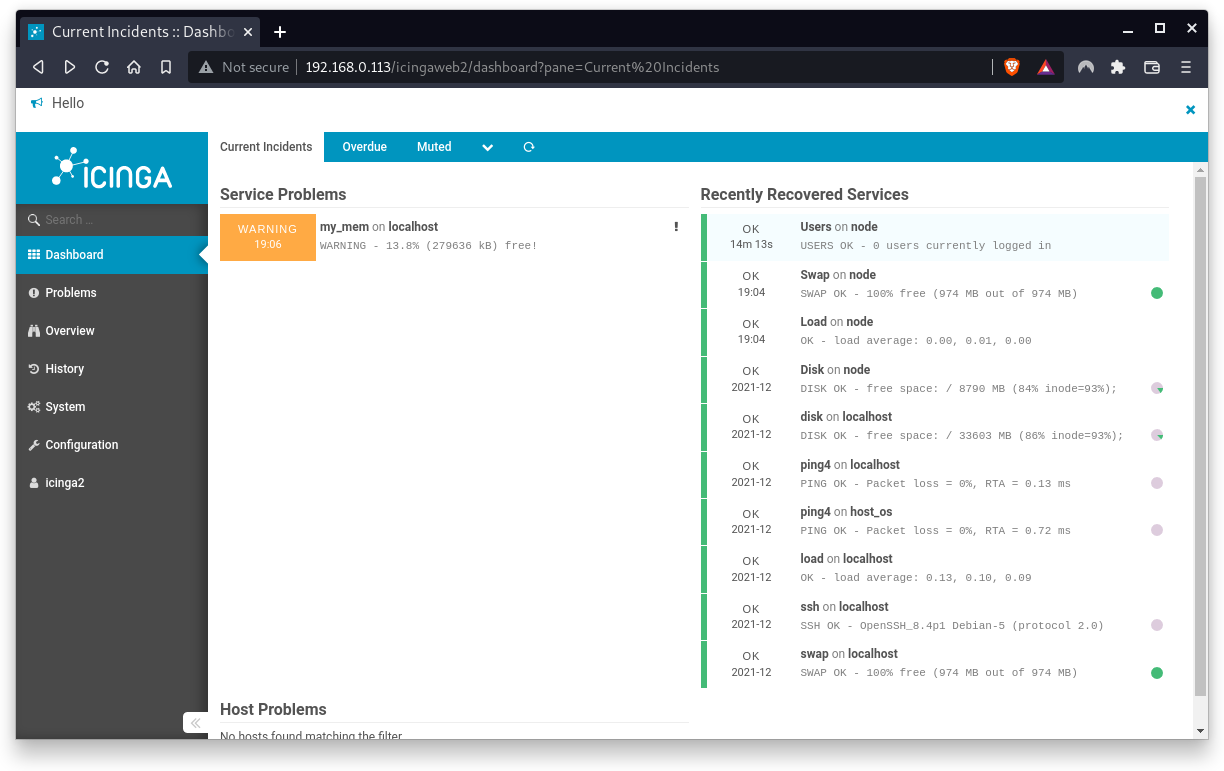 Current Incidents :: Dashbo
Not secure
192.168.0.113/icingaweb2/dashboard?pane=Current%20Incidents
Hello
ICINGA
Search ...
Dashboard
Problems
Overview
History
System
Configuration
icinga2
Current Incidents
Overdue
Muted
Service Problems
WARNING
19:06
my_mem on localhost
WARNING - 13.8% (279636 kB) free!
Host Problems
No hosts found matching the filter
Recently Recovered Services
OK
14m 13s
Users on node
USERS OK - 0 users currently logged in
OK
19:04
Swap on node
SWAP OK - 100% free (974 MB out of 974 MB)
OK
19:04
Load on node
OK - load average: 0.00, 0.01, 0.00
OK
2021-12
Disk on node
DISK OK - free space: / 8790 MB (84% inode=93%);
OK
2021-12
disk on localhost
DISK OK - free space: / 33603 MB (86% inode=93%);
OK
2021-12
ping4 on localhost
PING OK - Packet loss = 0%, RTA = 0.13 ms
OK
2021-12
ping4 on host_os
PING OK - Packet loss = 0%, RTA = 0.72 ms
OK
2021-12
load on localhost
OK - load average: 0.13, 0.10, 0.09
OK
2021-12
ssh on localhost
SSH OK - OpenSSH_8.4p1 Debian-5 (protocol 2.0)
OK
2021-12
swap on localhost
SWAP OK - 100% free (974 MB out of 974 MB)